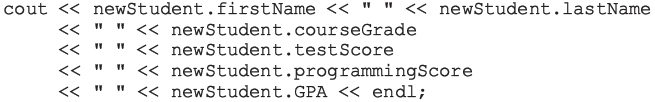 cout << newStudent.firstName << " " << newStudent.lastName
<< " " << newStudent.courseGrade
<< " " << newStudent.testScore
<< " " << newStudent.programmingScore
<< " " << newStudent.GPA << endl;